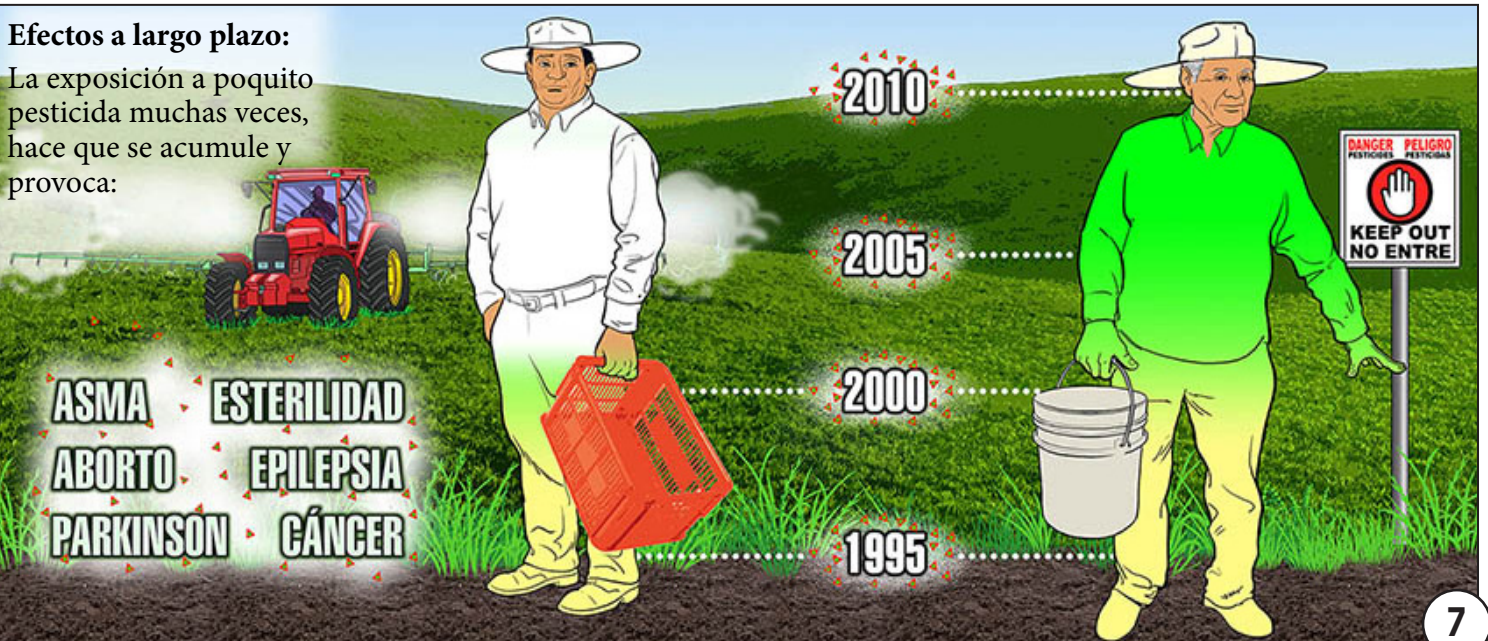 Efectos a largo plazo:
La exposición a poquito
pesticida muchas veces,
hace que se acumule y
provoca:
ASMA ESTERILIDAD
ABORTO EPILEPSIA
PARKINSON CÁNCER
2010
2005
2000
1995
DANGER PELIGRO
PESTICIDES PESTICIDAS
KEEP OUT
NO ENTRE
7